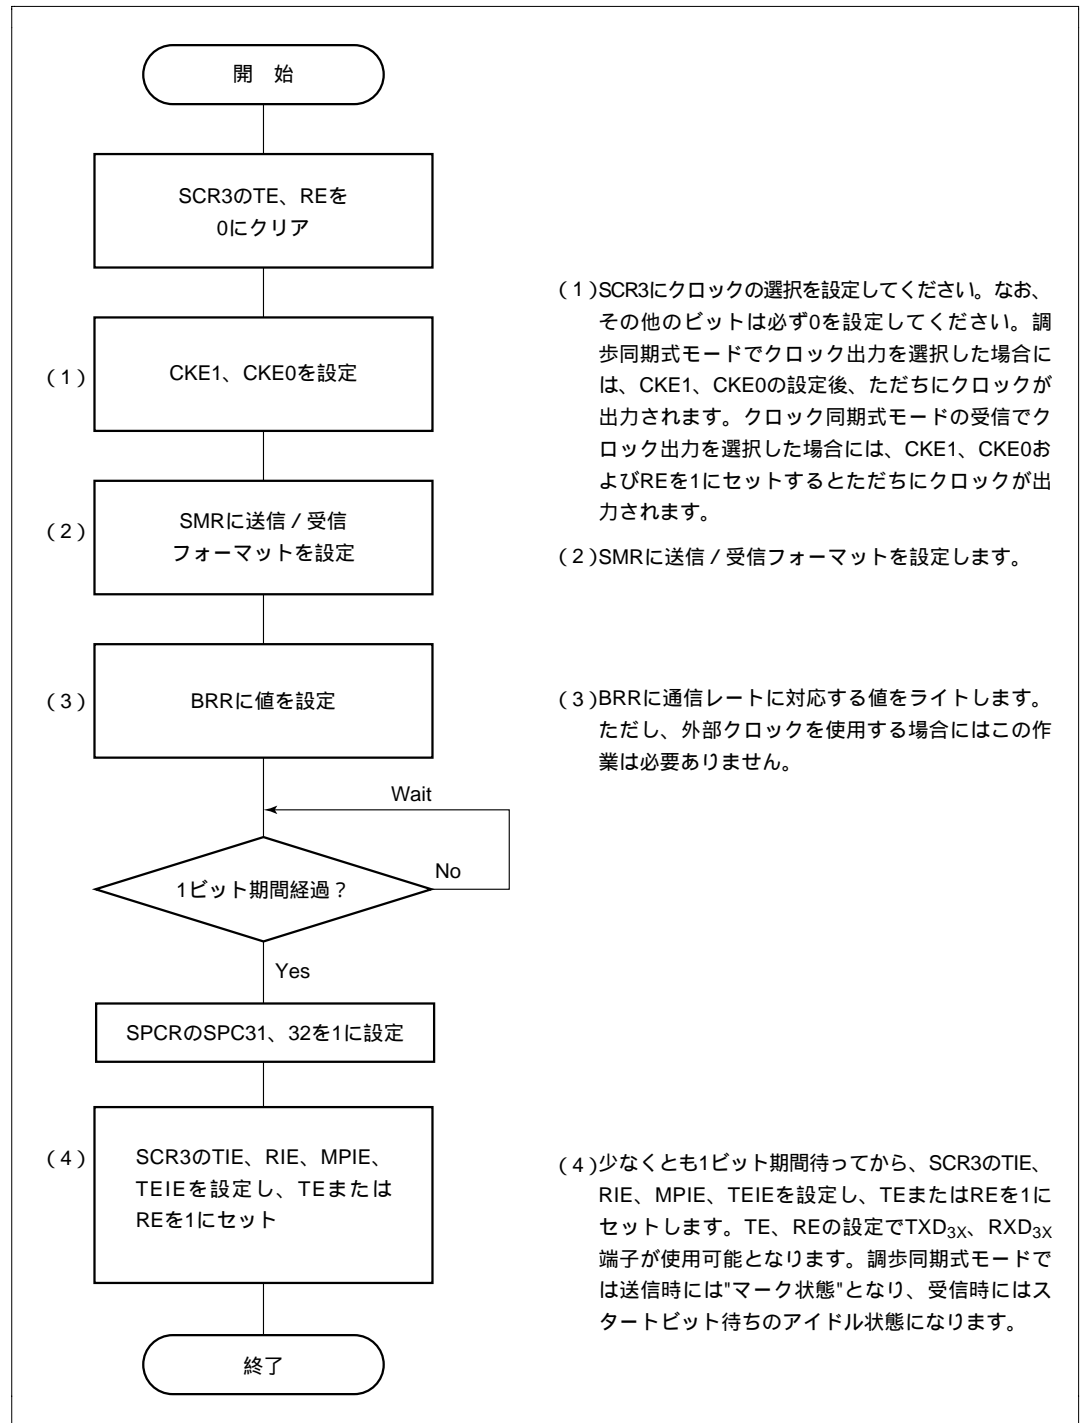 開　始
SCR3のTE、REを
0にクリア
（1）
CKE1、CKE0を設定
（1）SCR3にクロックの選択を設定してください。なお、
その他のビットは必ず0を設定してください。調
歩同期式モードでクロック出力を選択した場合に
は、CKE1、CKE0の設定後、ただちにクロックが
出力されます。クロック同期式モードの受信でク
ロック出力を選択した場合には、CKE1、CKE0お
よびREを1にセットするとただちにクロックが出
力されます。
（2）
SMRに送信／受信
フォーマットを設定
（2）SMRに送信／受信フォーマットを設定します。
（3）
BRRに値を設定
（3）BRRに通信レートに対応する値をライトします。
ただし、外部クロックを使用する場合にはこの作
業は必要ありません。
Wait
1ビット期間経過？
No
Yes
SPCRのSPC31、32を1に設定
（4）
SCR3のTIE、RIE、MPIE、
TEIEを設定し、TEまたは
REを1にセット
（4）少なくとも1ビット期間待ってから、SCR3のTIE、
RIE、MPIE、TEIEを設定し、TEまたはREを1に
セットします。TE、REの設定でTXD3X、RXD3X
端子が使用可能となります。調歩同期式モードで
は送信時には"マーク状態"となり、受信時にはス
タートビット待ちのアイドル状態になります。
終了